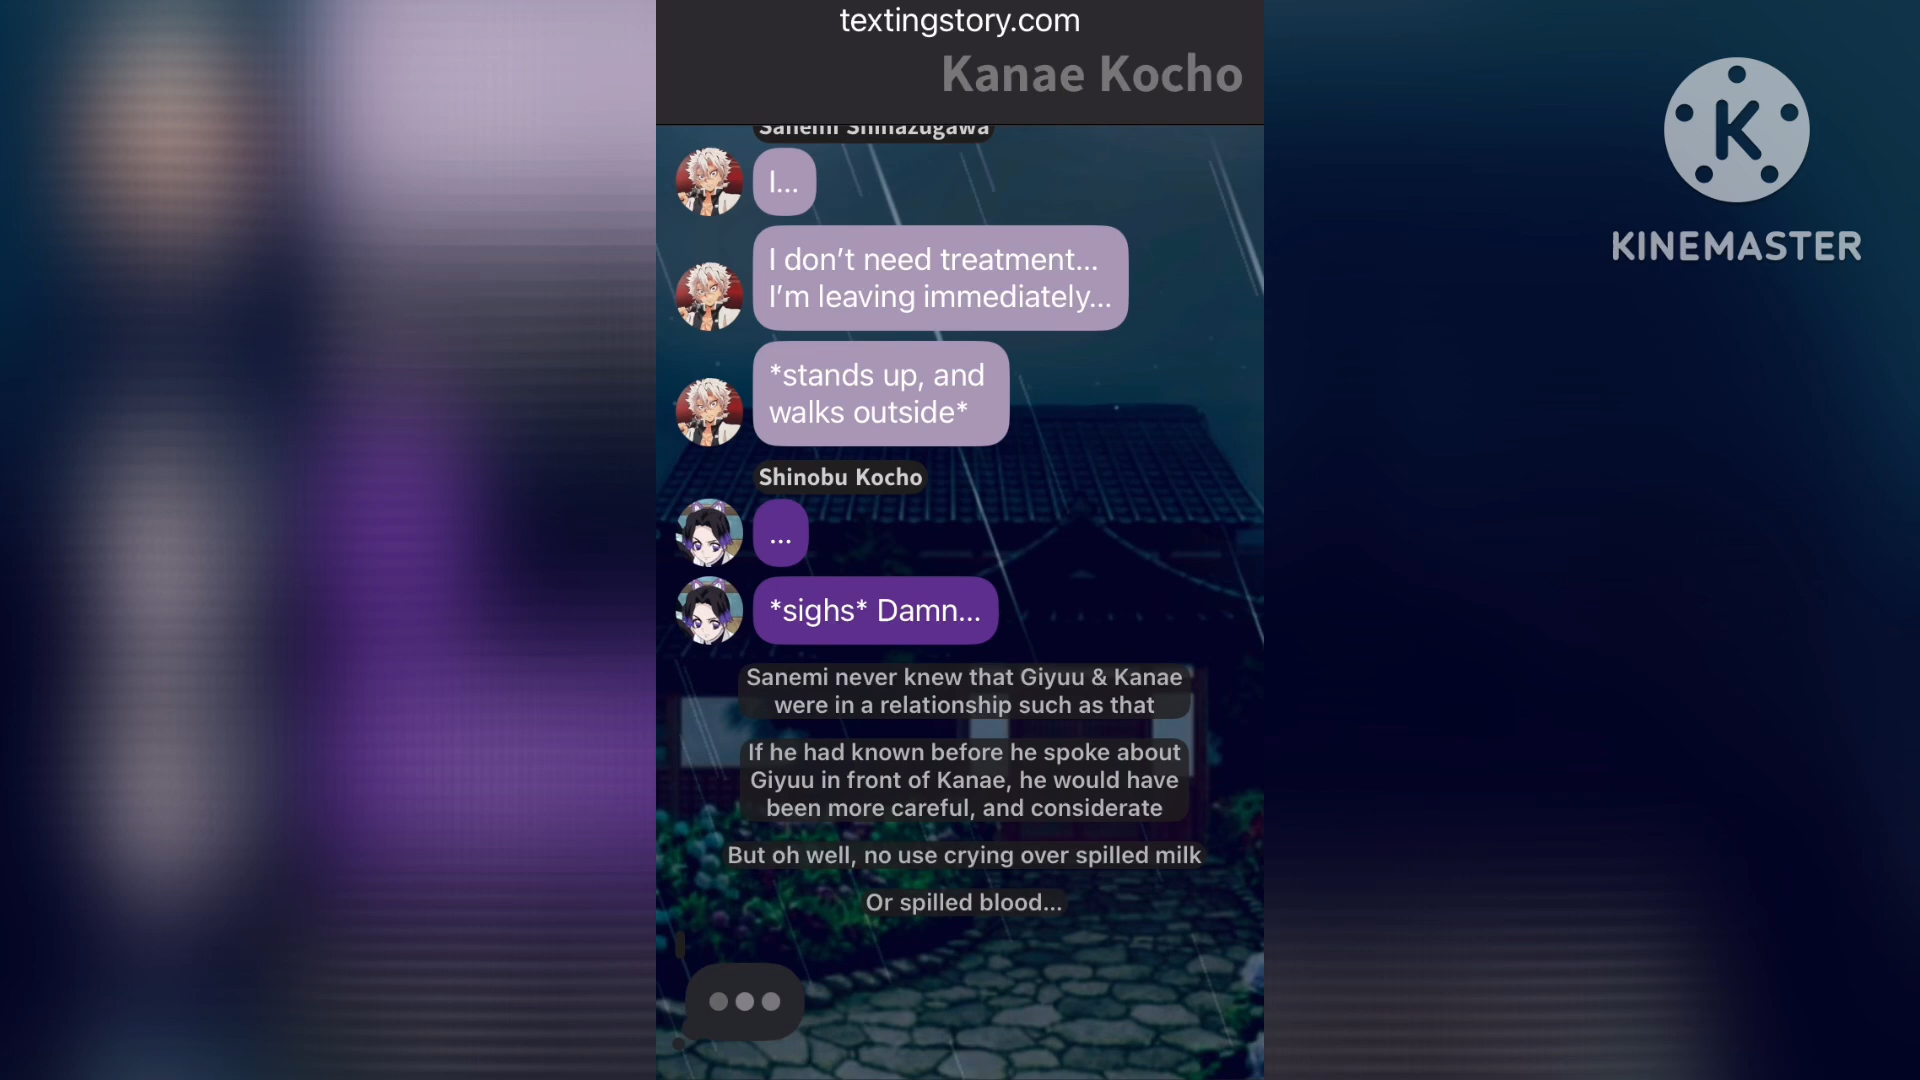 textingstory.com
Kanae Kocho
Sanemi Shinazugawa
I...
I don't need treatment...
I'm leaving immediately...
*stands up, and
walks outside*
Shinobu Kocho
...
*sighs* Damn...
Sanemi never knew that Giyuu & Kanae
were in a relationship such as that
If he had known before he spoke about
Giyuu in front of Kanae, he would have
been more careful, and considerate
But oh well, no use crying over spilled milk
Or spilled blood...
K
KINEMASTER